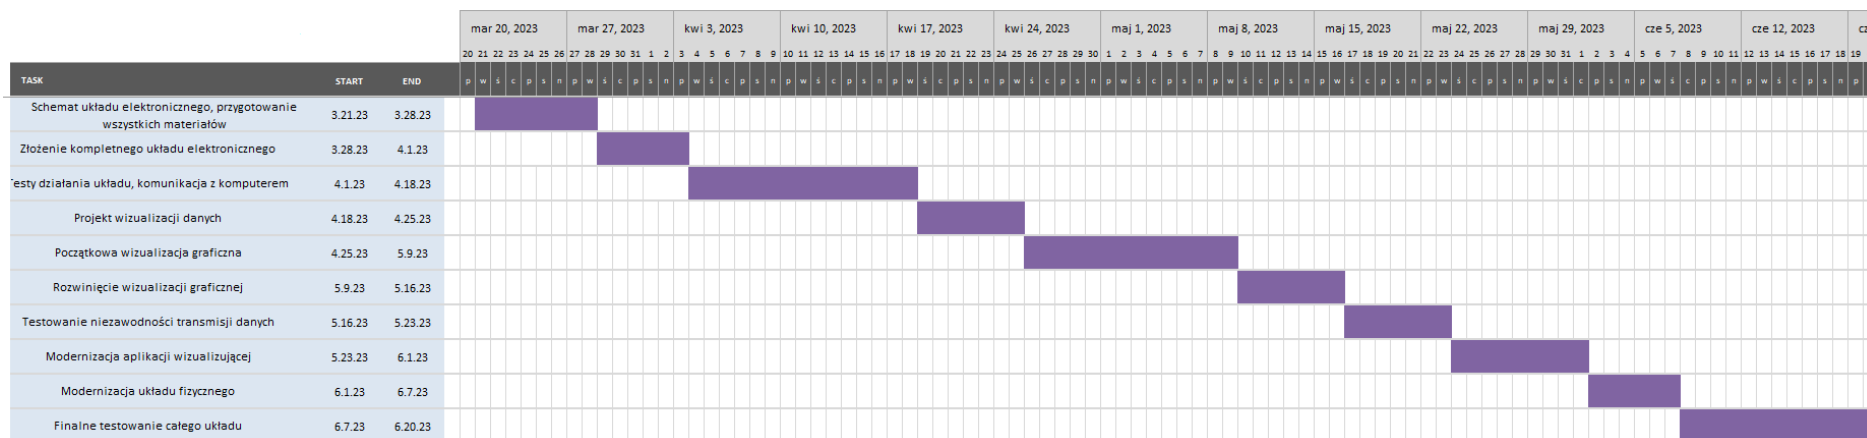 mar 20, 2023 mar 27, 2023 kwi 3, 2023 kwi 10, 2023 kwi 17, 2023 kwi 24, 2023 maj 1, 2023 maj 8, 2023 maj 15, 2023 maj 22, 2023 maj 29, 2023 cze 5, 2023 cze 12, 2023
20 21 22 23 24 25 26 27 28 29 30 31 1 2 3 4 5 6 7 8 9 10 11 12 13 14 15 16 17 18 19 20 21 22 23 24 25 26 27 28 29 30 1 2 3 4 5 6 7 8 9 10 11 12 13 14 15 16 17 18 19 20 21 22 23 24 25 26 27 28 29 30 31 1 2 3 4 5 6 7 8 9 10 11 12 13 14 15 16 17 18 19
TASK START END p w ś c p s n p w ś c p s n p w ś c p s n p w ś c p s n p w ś c p s n p w ś c p s n p w ś c p s n p w ś c p s n p w ś c p s n p w ś c p s n p w ś c p s n p w ś c p s n p w ś c p s n p
Schemat układu elektronicznego, przygotowanie
wszystkich materiałów 3.21.23 3.28.23
Złożenie kompletnego układu elektronicznego 3.28.23 4.1.23
esty działania układu, komunikacja z komputerem 4.1.23 4.18.23
Projekt wizualizacji danych 4.18.23 4.25.23
Początkowa wizualizacja graficzna 4.25.23 5.9.23
Rozwinięcie wizualizacji graficznej 5.9.23 5.16.23
Testowanie niezawodności transmisji danych 5.16.23 5.23.23
Modernizacja aplikacji wizualizującej 5.23.23 6.1.23
Modernizacja układu fizycznego 6.1.23 6.7.23
Finalne testowanie całego układu 6.7.23 6.20.23